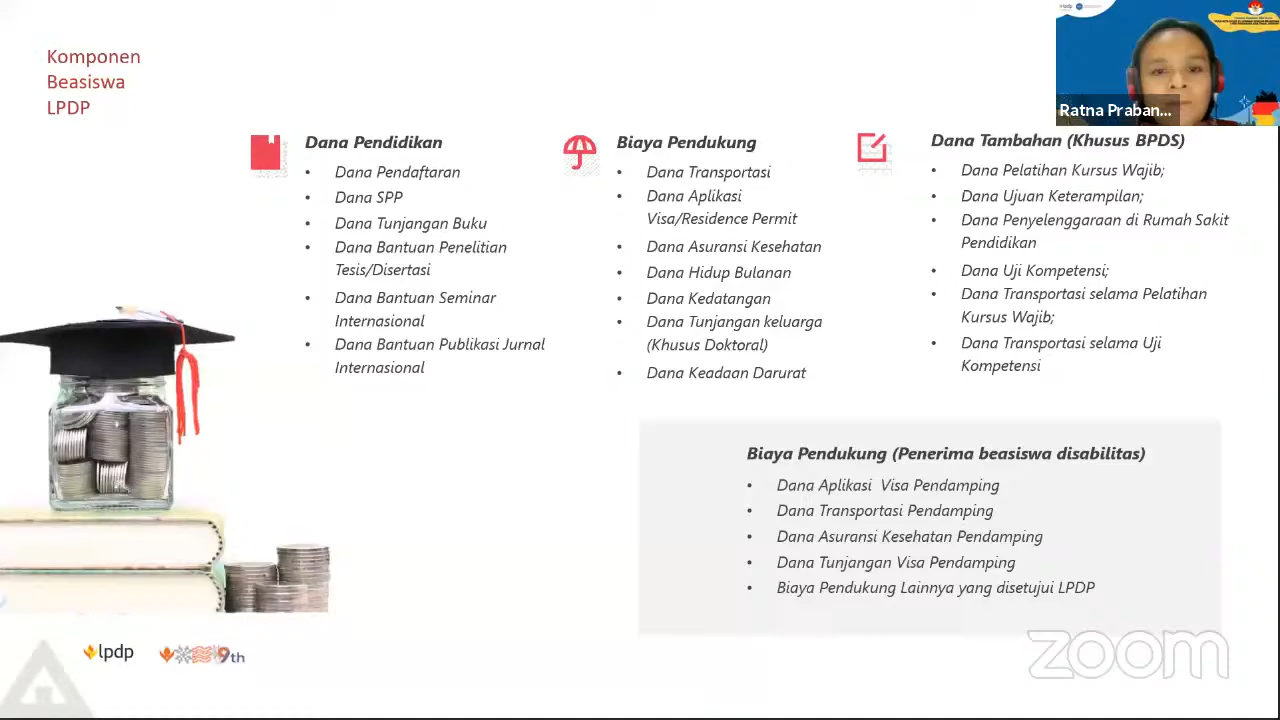 Komponen
Beasiswa
LPDP
Dana Pendidikan
• Dana Pendaftaran
• Dana SPP
• Dana Tunjangan Buku
• Dana Bantuan Penelitian
Tesis/Disertasi
• Dana Bantuan Seminar
Internasional
• Dana Bantuan Publikasi Jurnal
Internasional
Biaya Pendukung
• Dana Transportasi
• Dana Aplikasi
Visa/Residence Permit
• Dana Asuransi Kesehatan
• Dana Hidup Bulanan
• Dana Kedatangan
• Dana Tunjangan keluarga
(Khusus Doktoral)
• Dana Keadaan Darurat
Dana Tambahan (Khusus BPDS)
• Dana Pelatihan Kursus Wajib;
• Dana Ujuan Keterampilan;
• Dana Penyelenggaraan di Rumah Sakit
Pendidikan
• Dana Uji Kompetensi;
• Dana Transportasi selama Pelatihan
Kursus Wajib;
• Dana Transportasi selama Uji
Kompetensi
Biaya Pendukung (Penerima beasiswa disabilitas)
• Dana Aplikasi Visa Pendamping
• Dana Transportasi Pendamping
• Dana Asuransi Kesehatan Pendamping
• Dana Tunjangan Visa Pendamping
• Biaya Pendukung Lainnya yang disetujui LPDP
Ratna Praban...
lpdp
9th
zoom